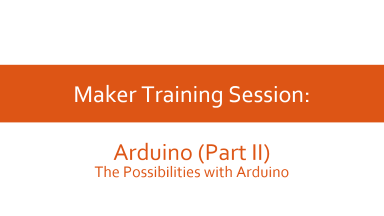 Maker Training Session:
Arduino (Part II)
The Possibilities with Arduino